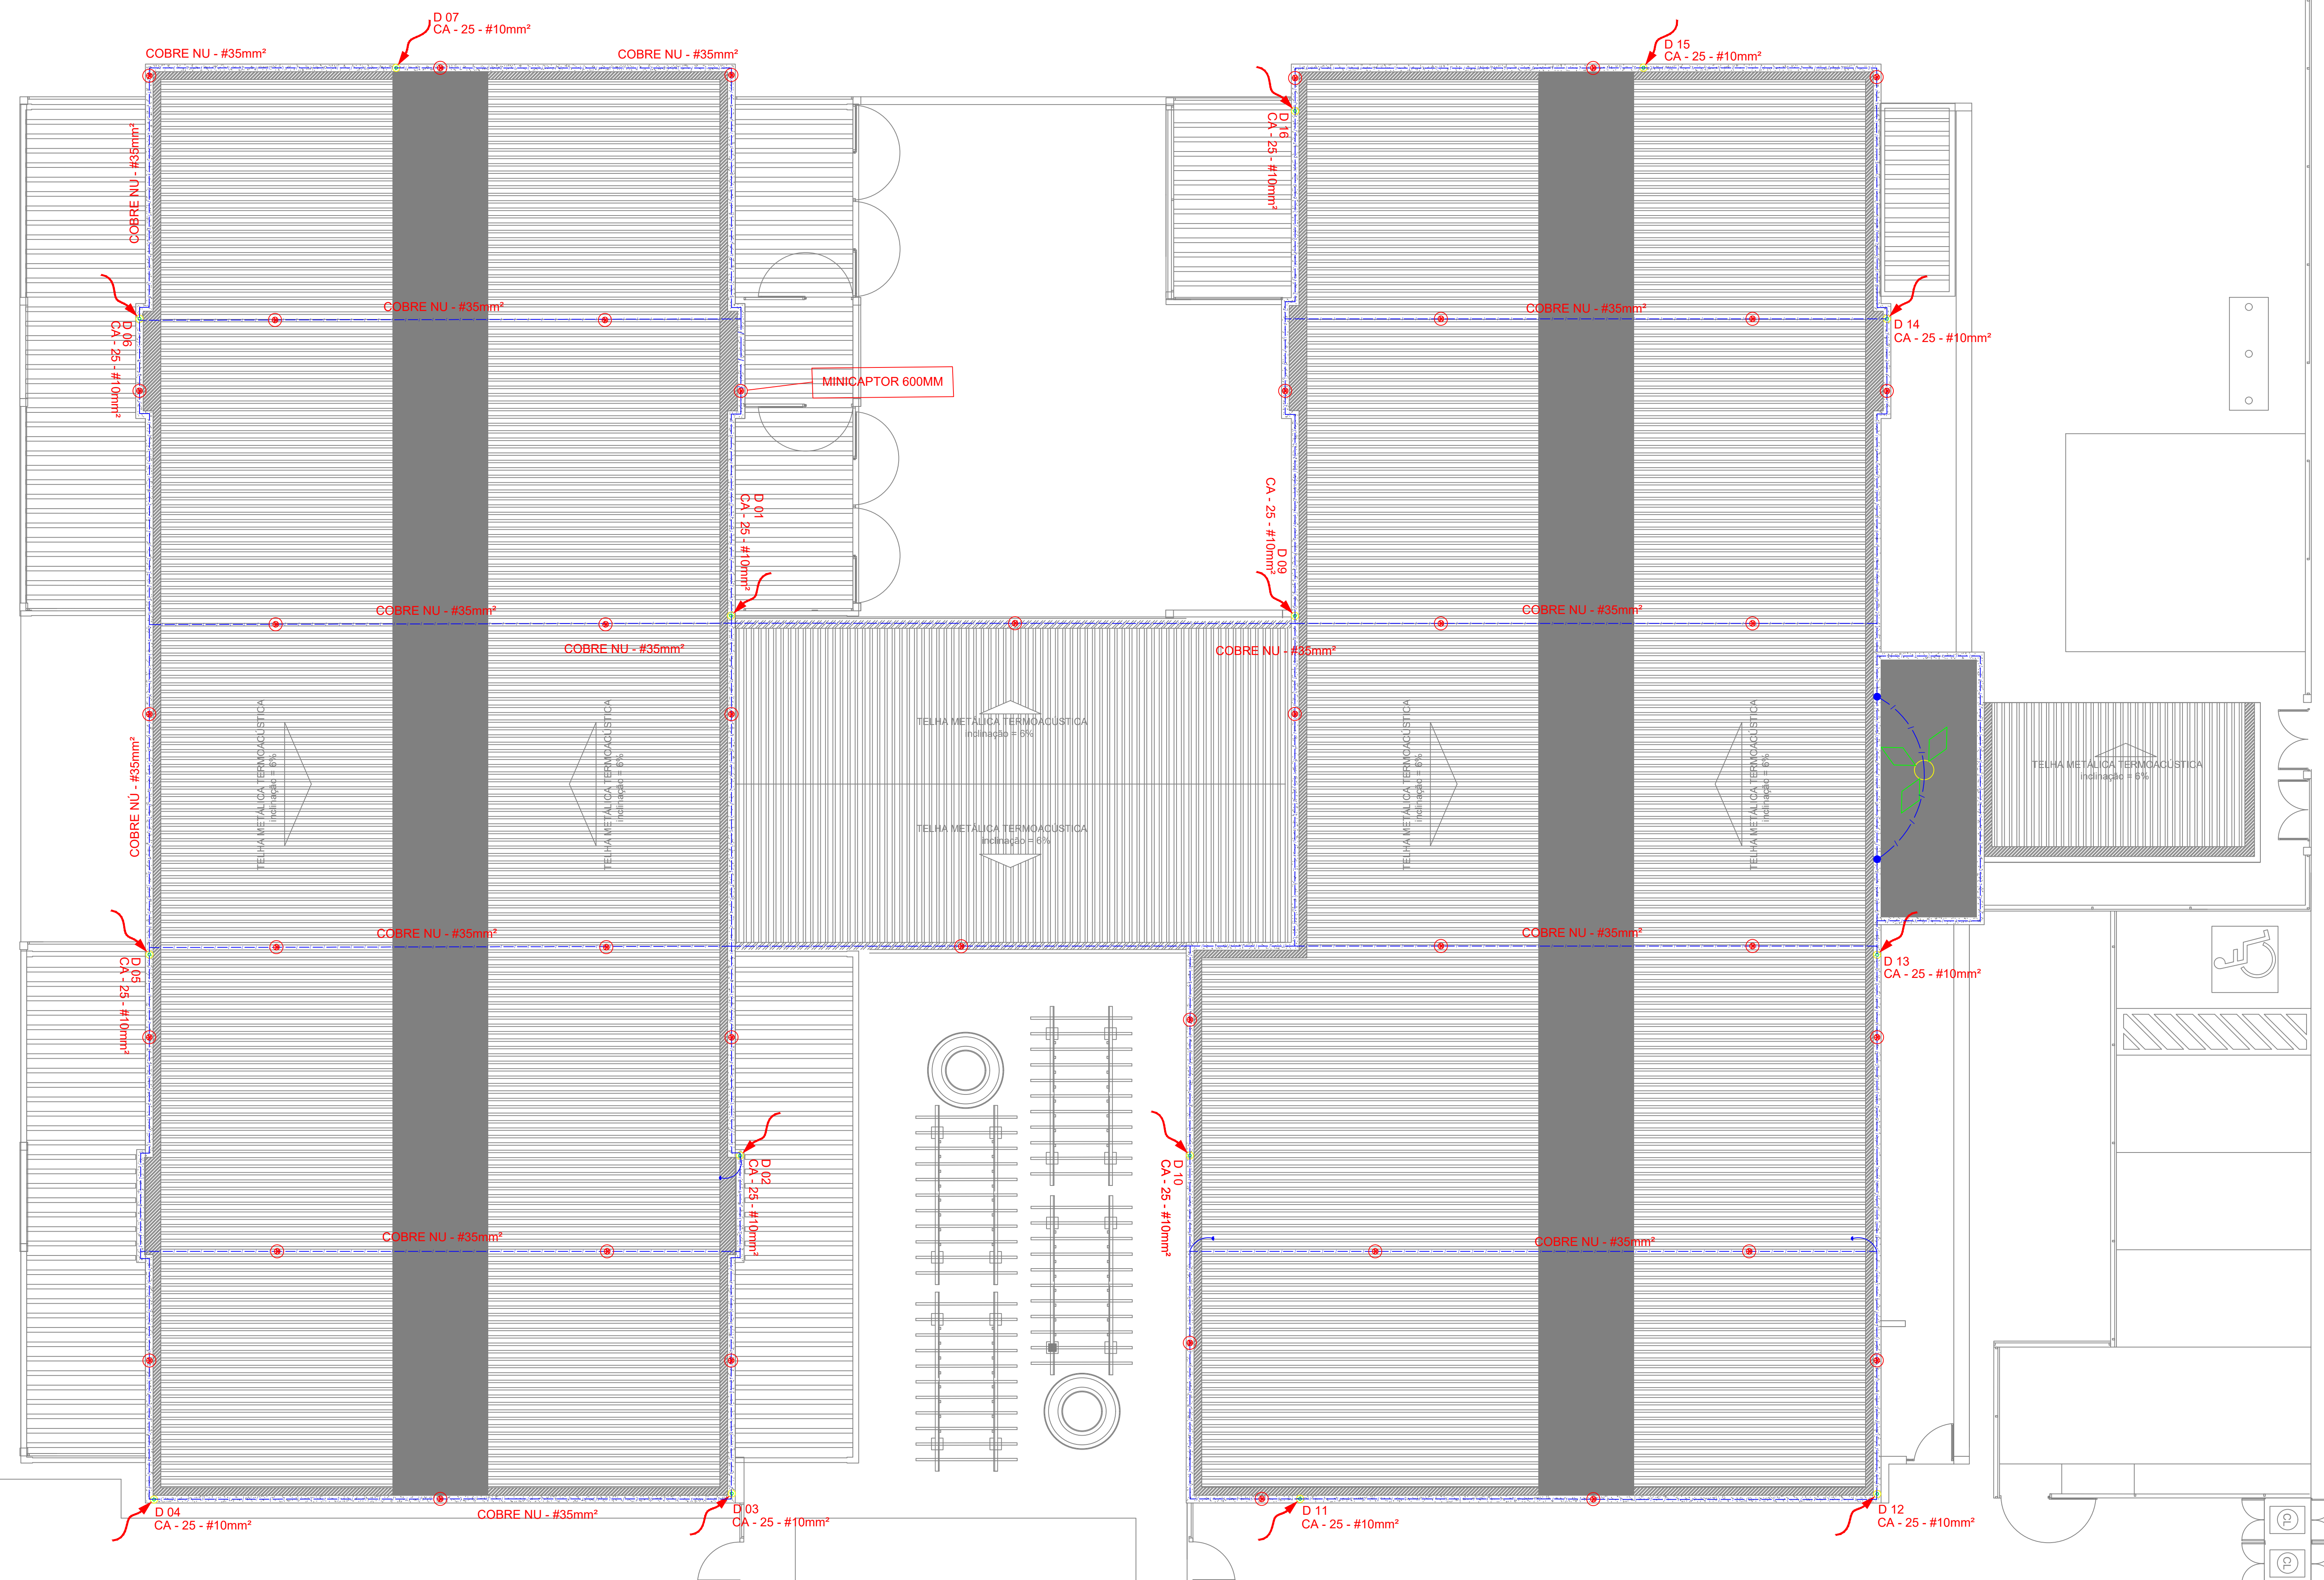 D 07
CA - 25 - #10mm²
COBRE NU - #35mm²
COBRE NU - #35mm²
D 15
CA - 25 - #10mm²
COBRE NU - #35mm²
D 16
CA - 25 - #10mm²
COBRE NU - #35mm²
COBRE NU - #35mm²
D 06
CA - 25 - #10mm²
D 14
CA - 25 - #10mm²
MINICAPTOR 600MM
D 01
CA - 25 - #10mm²
D 09
CA - 25 - #10mm²
COBRE NU - #35mm²
COBRE NU - #35mm²
COBRE NU - #35mm²
COBRE NU - #35mm²
COBRE NU - #35mm²
TELHA METÁLICA TERMOACÚSTICA
inclinação = 6%
TELHA METÁLICA TERMOACÚSTICA
inclinação = 6%
TELHA METÁLICA TERMOACÚSTICA
inclinação = 6%
TELHA METÁLICA TERMOACÚSTICA
inclinação = 6%
TELHA METÁLICA TERMOACÚSTICA
inclinação = 6%
TELHA METÁLICA TERMOACÚSTICA
inclinação = 6%
TELHA METÁLICA TERMOACÚSTICA
inclinação = 6%
COBRE NU - #35mm²
COBRE NU - #35mm²
D 05
CA - 25 - #10mm²
D 13
CA - 25 - #10mm²
D 02
CA - 25 - #10mm²
D 10
CA - 25 - #10mm²
COBRE NU - #35mm²
COBRE NU - #35mm²
D 04
CA - 25 - #10mm²
COBRE NU - #35mm²
D 03
CA - 25 - #10mm²
D 11
CA - 25 - #10mm²
D 12
CA - 25 - #10mm²
CL
CL